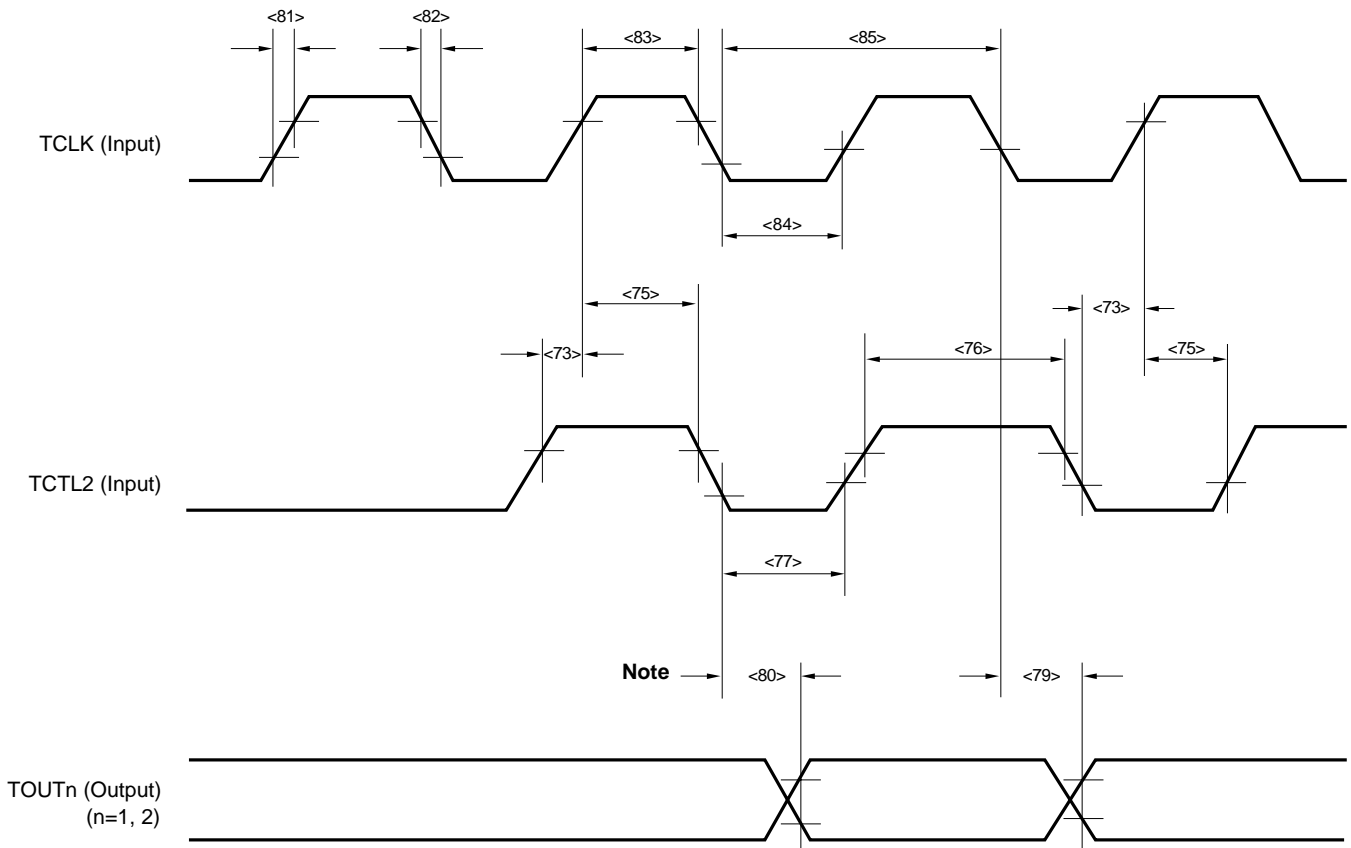 <81>
<82>
<83>
<85>
TCLK (Input)
<84>
<75>
<73>
<73>
<76>
<75>
TCTL2 (Input)
<77>
Note
<80>
<79>
TOUTn (Output)
(n=1, 2)